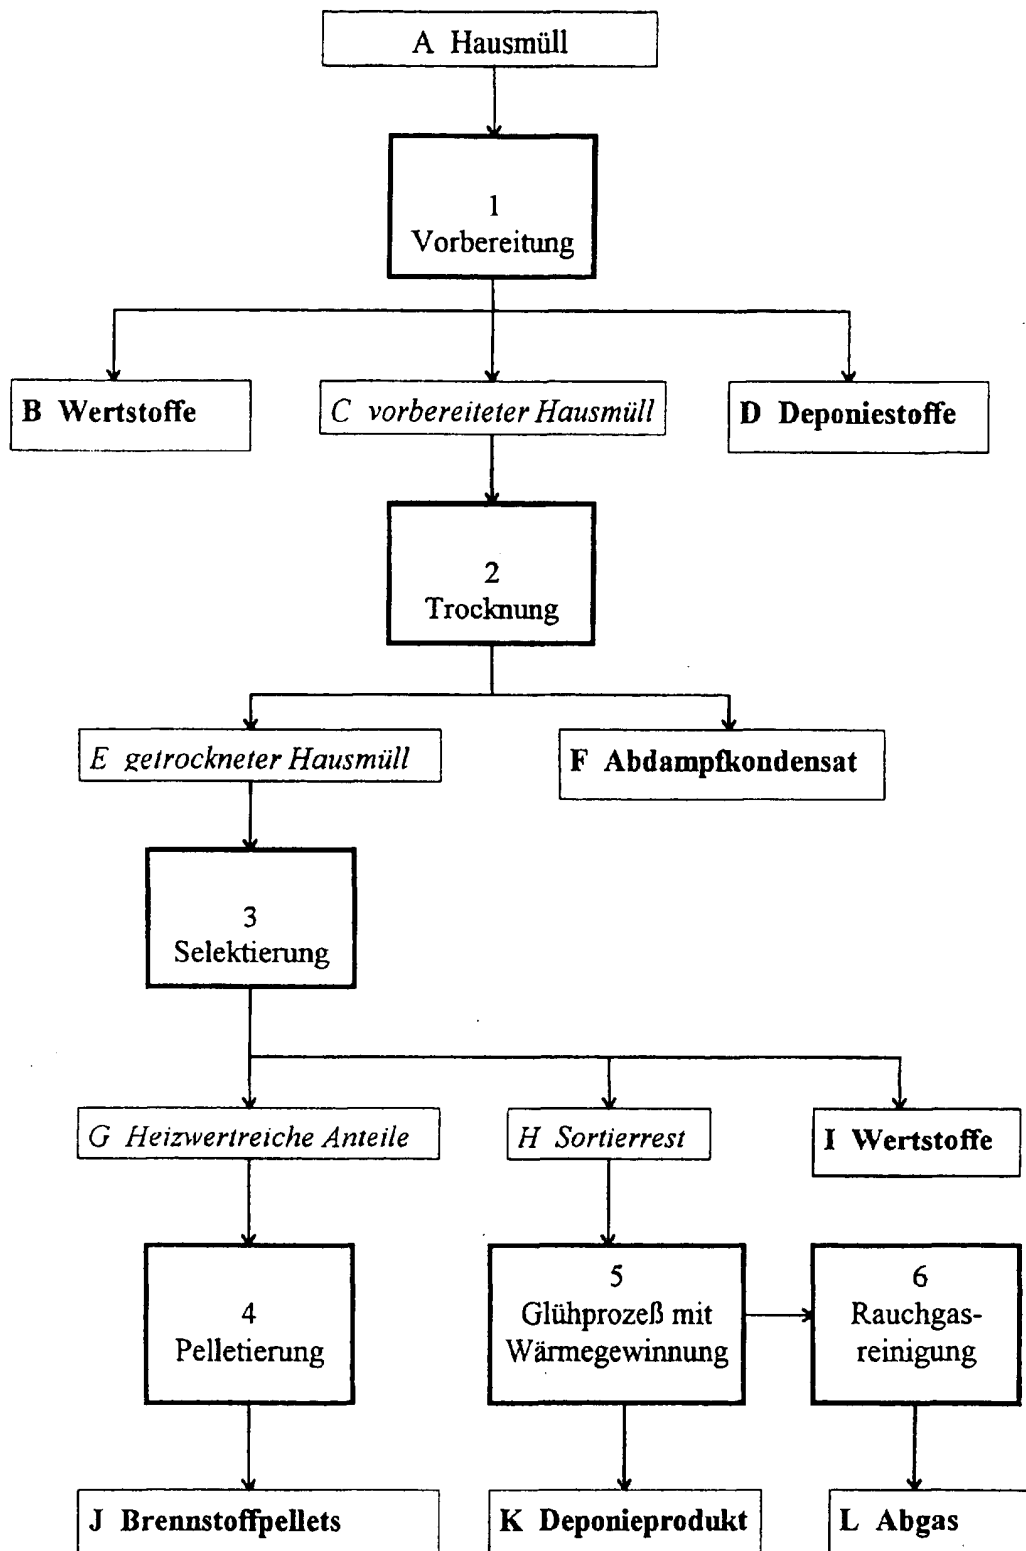 A Hausmüll
1
Vorbereitung
B Wertstoffe
C vorbereiteter Hausmüll
D Deponiestoffe
2
Trocknung
E getrockneter Hausmüll
F Abdampfkondensat
3
Selektierung
G Heizwertreiche Anteile
H Sortierrest
I Wertstoffe
4
Pelletierung
5
Glühprozeß mit
Wärmegewinnung
6
Rauchgas-
reinigung
J Brennstoffpellets
K Deponieprodukt
L Abgas